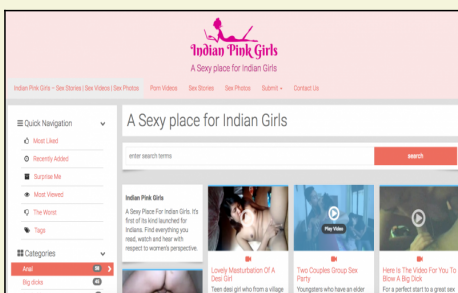 Indian Pink Girls
A Sexy place for Indian Girls
Indian Pink Girls – Sex Stories | Sex Videos | Sex Photos Porn Videos Sex Stories Sex Photos Submit Contact Us
Quick Navigation
Most Liked
Recently Added
Surprise Me
Most Viewed
The Worst
Tags
Categories
Anal
Big dicks
A Sexy place for Indian Girls
enter search terms search
Indian Pink Girls
A Sexy Place For Indian Girls. It's
first of its kind launched for
Indians. Find everything you
read, watch and hear with
respect to women's perspective.
Lovely Masturbation Of A
Desi Girl
Teen desi girl who from a village
Play Video
Two Couples Group Sex
Party
Youngsters who have an elder
Here Is The Video For You To
Blow A Big Dick
For a perfect start to a great sex